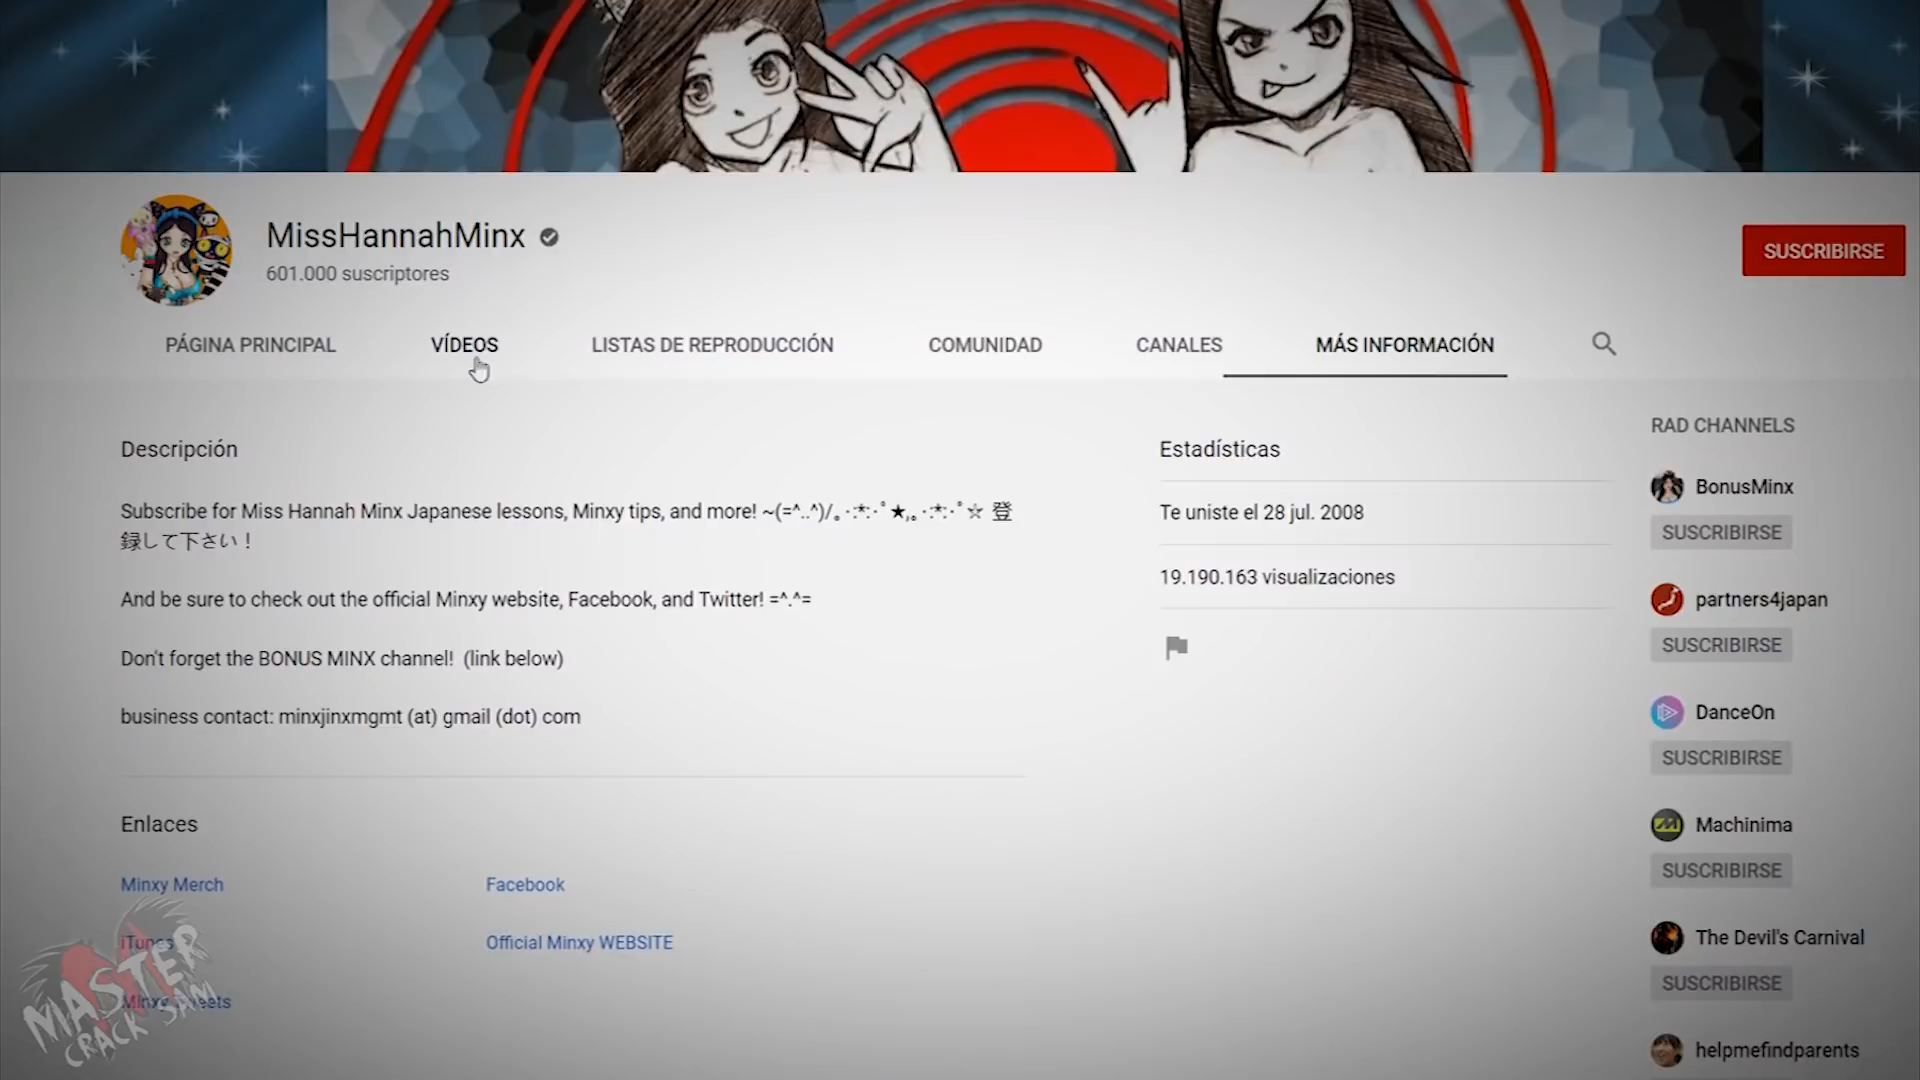 MissHannahMinx
601.000 suscriptores
SUSCRIBIRSE
PÁGINA PRINCIPAL
VÍDEOS
LISTAS DE REPRODUCCIÓN
COMUNIDAD
CANALES
MÁS INFORMACIÓN
Descripción
Subscribe for Miss Hannah Minx Japanese lessons, Minxy tips, and more! ~(=^..^)/｡･:*:･ﾟ★,｡･:*:･ﾟ☆ 登
録して下さい！
And be sure to check out the official Minxy website, Facebook, and Twitter! =^.^=
Don't forget the BONUS MINX channel! (link below)
business contact: minxjinxmgmt (at) gmail (dot) com
Enlaces
Minxy Merch
Facebook
iTunes
Official Minxy WEBSITE
Minxy Tweets
Estadísticas
Te uniste el 28 jul. 2008
19.190.163 visualizaciones
RAD CHANNELS
BonusMinx
SUSCRIBIRSE
partners4japan
SUSCRIBIRSE
DanceOn
SUSCRIBIRSE
Machinima
SUSCRIBIRSE
The Devil's Carnival
SUSCRIBIRSE
helpmefindparents
MASTER
CRACK SAM